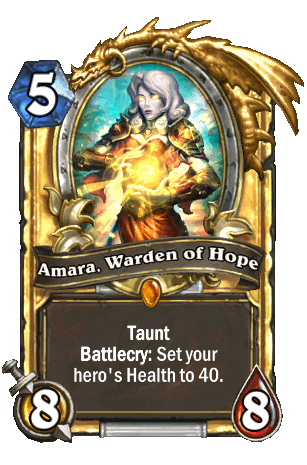 5
Amara, Warden of Hope
Taunt
Battlecry: Set your
hero's Health to 40.
8
8